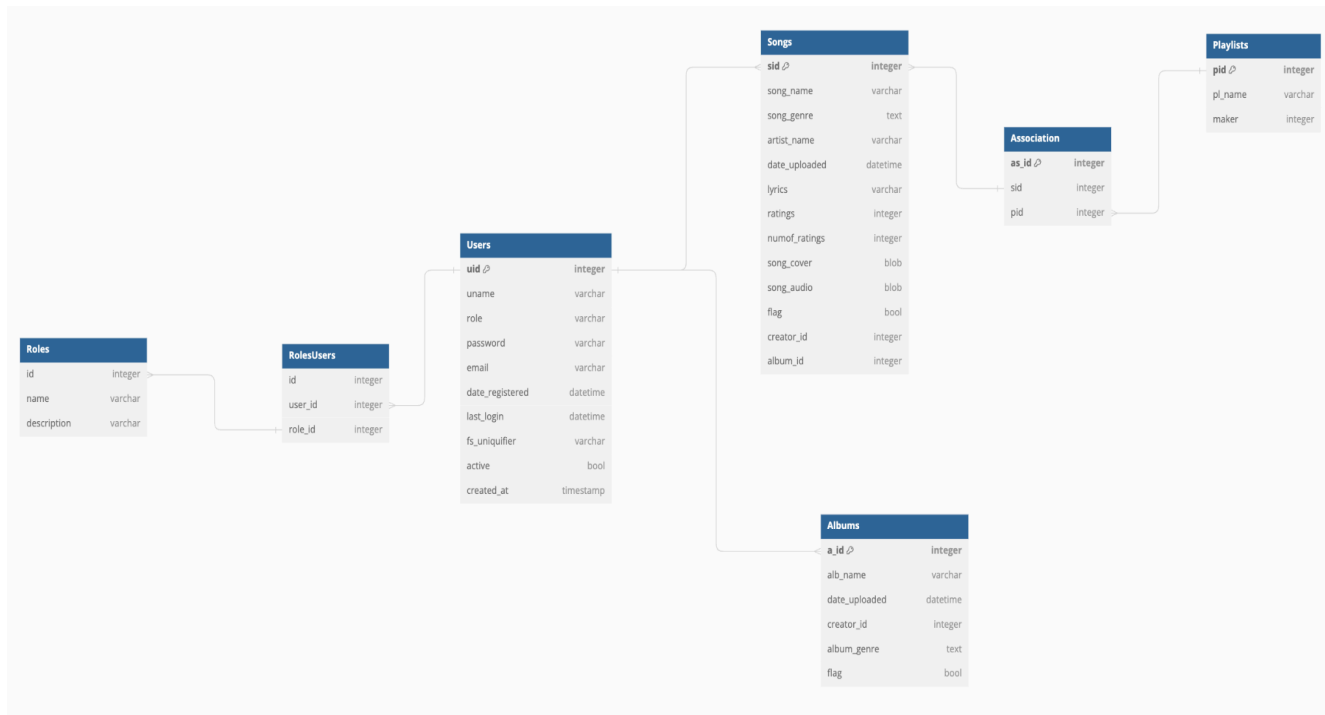 Songs
sid integer
song_name varchar
song_genre text
artist_name varchar
date_uploaded datetime
lyrics varchar
ratings integer
numof_ratings integer
song_cover blob
song_audio blob
flag bool
creator_id integer
album_id integer
Playlists
pid integer
pl_name varchar
maker integer
Association
as_id integer
sid integer
pid integer
Users
uid integer
uname varchar
role varchar
password varchar
email varchar
date_registered datetime
last_login datetime
fs_uniquifier varchar
active bool
created_at timestamp
Roles
id integer
name varchar
description varchar
RolesUsers
id integer
user_id integer
role_id integer
Albums
a_id integer
alb_name varchar
date_uploaded datetime
creator_id integer
album_genre text
flag bool